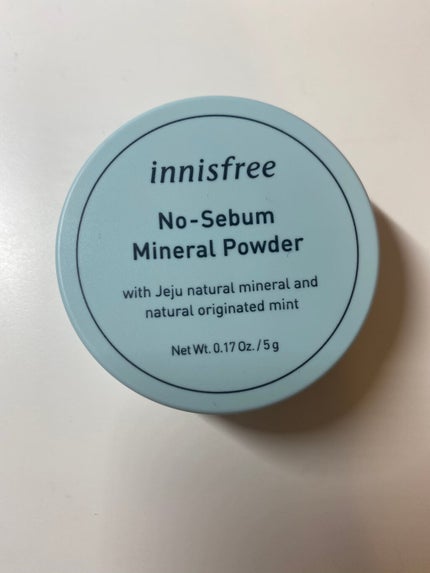 innisfree
No-Sebum
Mineral Powder
with Jeju natural mineral and
natural originated mint
Net Wt. 0.17 Oz. / 5 g